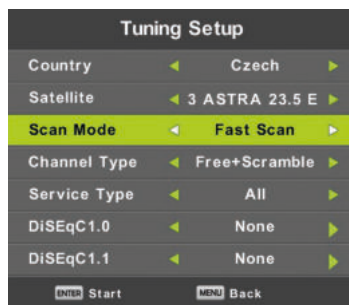 Tuning Setup
Country Czech
Satellite 3 ASTRA 23.5 E
Scan Mode Fast Scan
Channel Type Free+Scramble
Service Type All
DiSEqC1.0 None
DiSEqC1.1 None
ENTER Start MENU Back